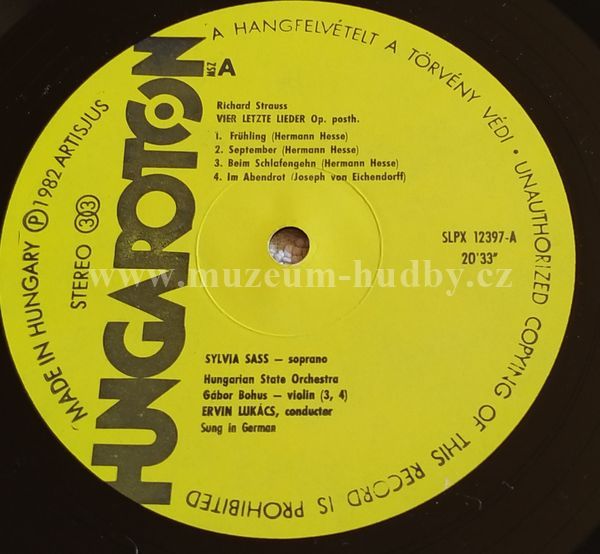 A HANGFELVÉTELT A TÖRVÉNY VÉDI · UNAUTHORIZED COPYING OF THIS RECORD IS PROHIBITED
MADE IN HUNGARY Ⓟ 1982 ARTISJUS
STEREO 33
HUNGAROTON
MSZ A
Richard Strauss
VIER LETZTE LIEDER Op. posth.
1. Frühling (Hermann Hesse)
2. September (Hermann Hesse)
3. Beim Schlafengehn (Hermann Hesse)
4. Im Abendrot (Joseph von Eichendorff)
SLPX 12397-A
20'33"
www.muzeum-hudby.cz
SYLVIA SASS — soprano
Hungarian State Orchestra
Gábor Bohus — violin (3, 4)
ERVIN LUKÁCS, conductor
Sung in German